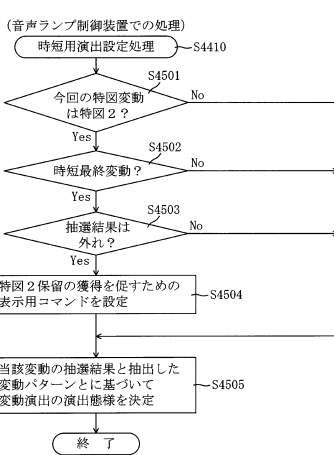 (音声ランプ制御装置での処理)
時短用演出設定処理
S4410
S4501
今回の特図変動
は特図２？
No
Yes
S4502
時短最終変動？
No
Yes
S4503
抽選結果は
外れ？
No
Yes
特図２保留の獲得を促すための
表示用コマンドを設定
S4504
当該変動の抽選結果と抽出した
変動パターンとに基づいて
変動演出の演出態様を決定
S4505
終 了